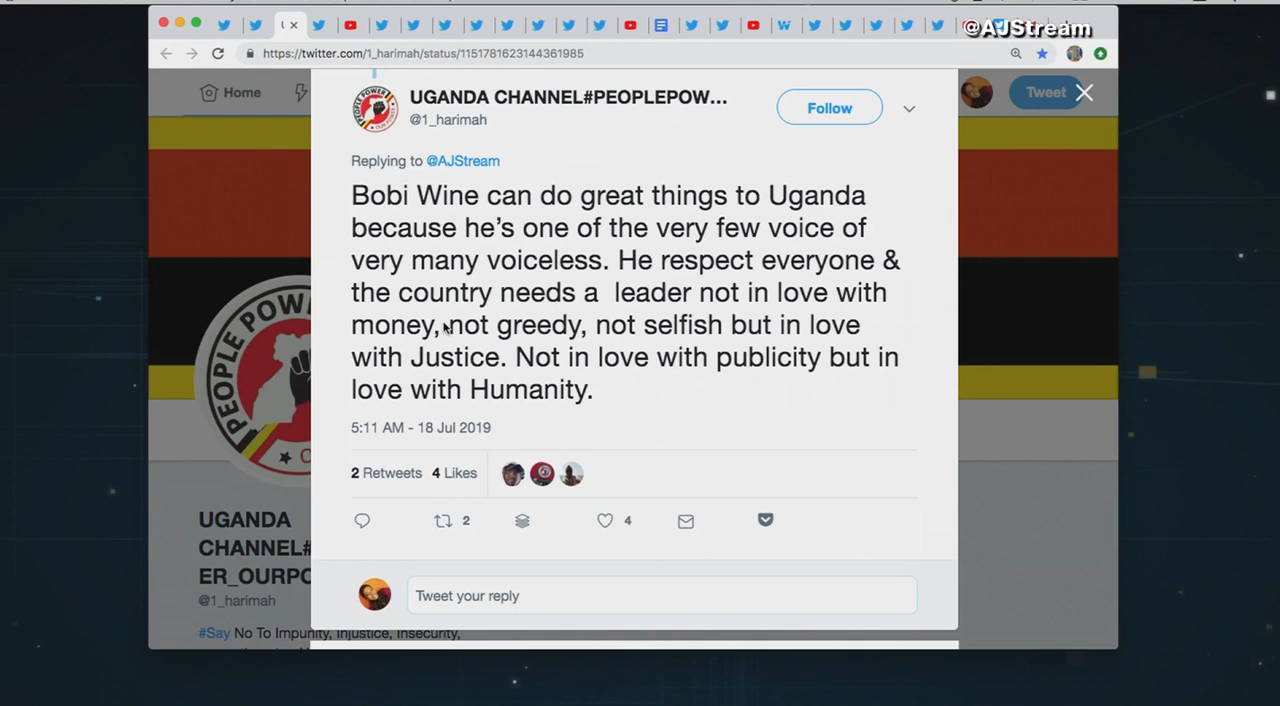 @AJStream
https://twitter.com/1_harimah/status/1151781623144361985
Home
Tweet
UGANDA CHANNEL#PEOPLEPOW...
@1_harimah
Follow
Replying to @AJStream
Bobi Wine can do great things to Uganda
because he’s one of the very few voice of
very many voiceless. He respect everyone &
the country needs a leader not in love with
money, not greedy, not selfish but in love
with Justice. Not in love with publicity but in
love with Humanity.
5:11 AM - 18 Jul 2019
2 Retweets 4 Likes
2 4
Tweet your reply
PEOPLE POWER
PEOPLE POW
UGANDA
CHANNEL#
ER_OURPO
@1_harimah
#Say No To Impunity, Injustice, Insecurity,